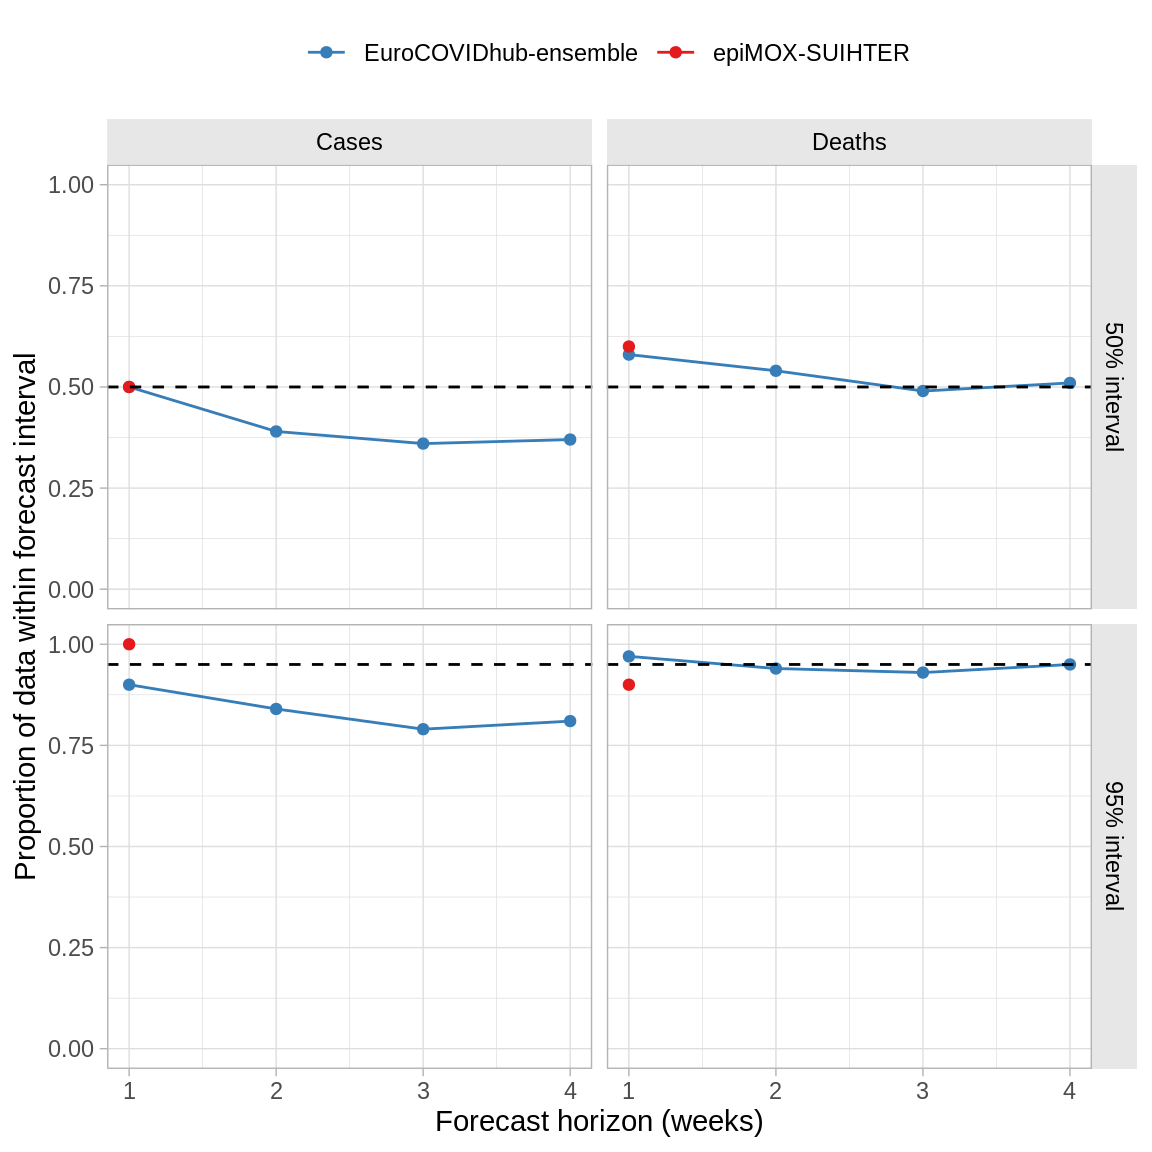 EuroCOVIDhub-ensemble epiMOX-SUIHTER
Cases Deaths
1.00
0.75
0.50
0.25
0.00
50% interval
1.00
0.75
0.50
0.25
0.00
95% interval
Proportion of data within forecast interval
1 2 3 4 1 2 3 4
Forecast horizon (weeks)